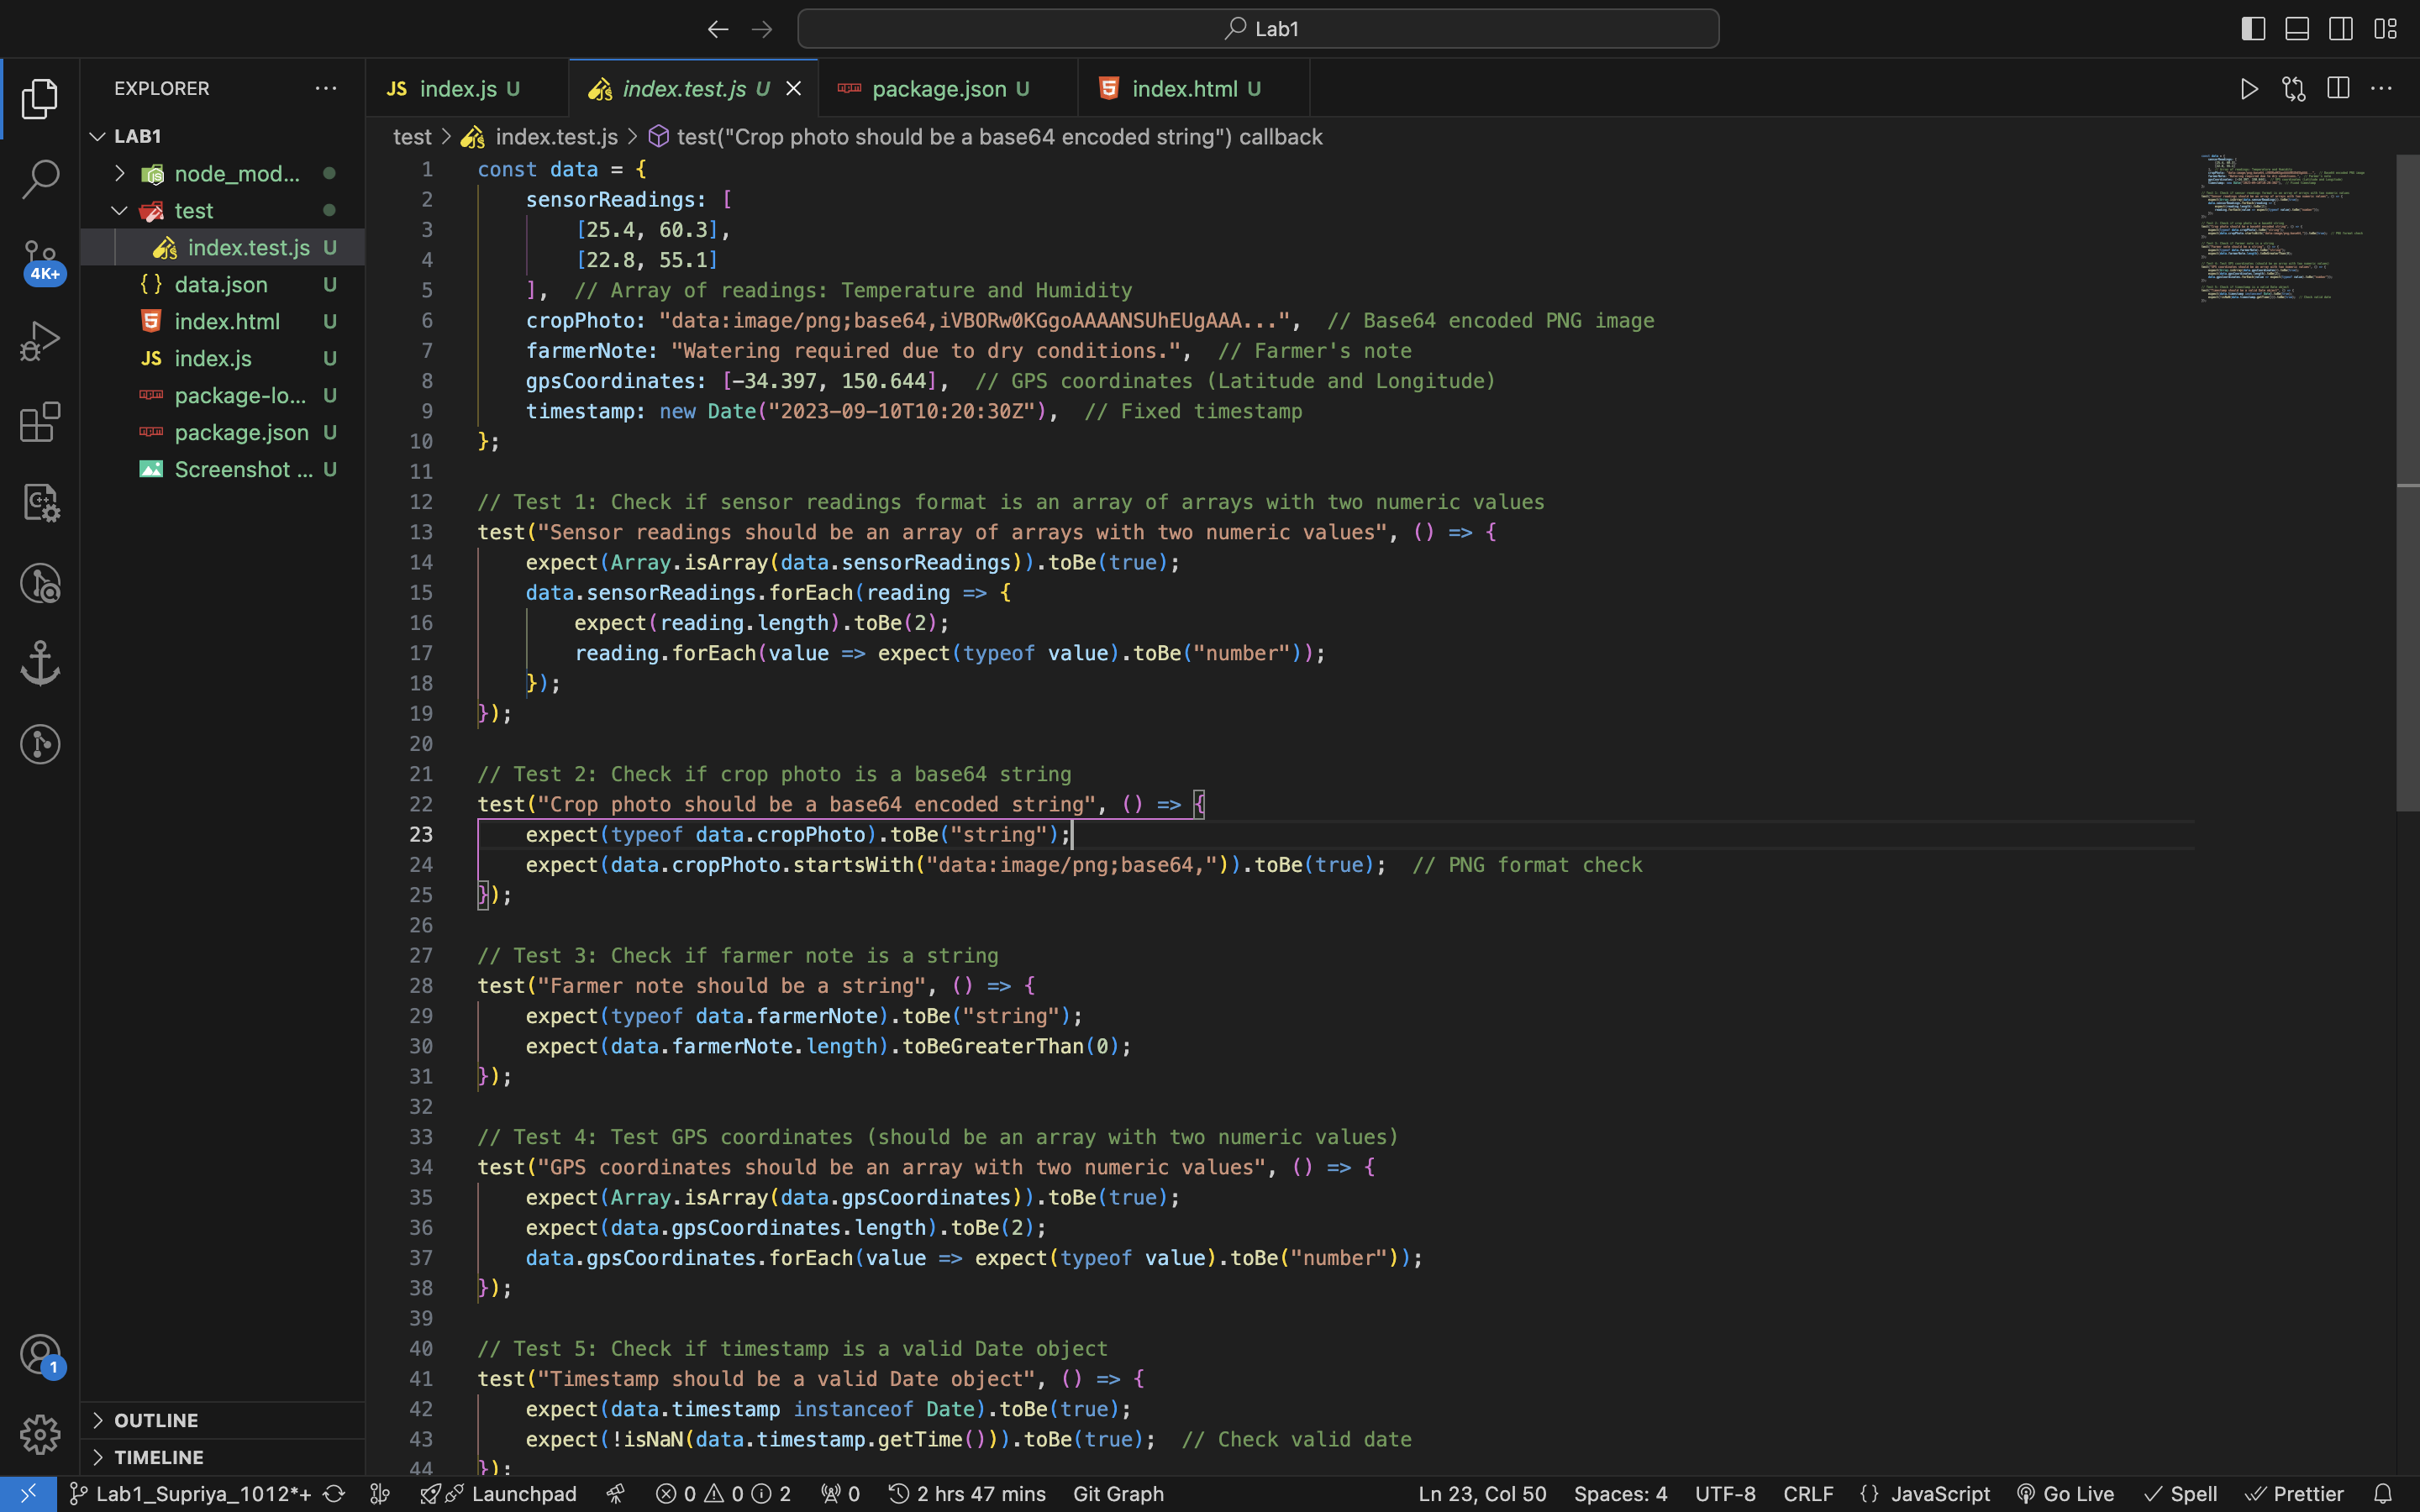 Lab1
EXPLORER
LAB1
node_mod...
test
index.test.js U
data.json U
index.html U
JS index.js U
package-lo... U
package.json U
Screenshot ... U
OUTLINE
TIMELINE
4K+
1
JS index.js U
index.test.js U
package.json U
index.html U
test > index.test.js > test("Crop photo should be a base64 encoded string") callback
1 const data = {
2 sensorReadings: [
3 [25.4, 60.3],
4 [22.8, 55.1]
5 ], // Array of readings: Temperature and Humidity
6 cropPhoto: "data:image/png;base64,iVBORw0KGgoAAAANSUhEUgAAA...", // Base64 encoded PNG image
7 farmerNote: "Watering required due to dry conditions.", // Farmer's note
8 gpsCoordinates: [-34.397, 150.644], // GPS coordinates (Latitude and Longitude)
9 timestamp: new Date("2023-09-10T10:20:30Z"), // Fixed timestamp
10 };
11
12 // Test 1: Check if sensor readings format is an array of arrays with two numeric values
13 test("Sensor readings should be an array of arrays with two numeric values", () => {
14 expect(Array.isArray(data.sensorReadings)).toBe(true);
15 data.sensorReadings.forEach(reading => {
16 expect(reading.length).toBe(2);
17 reading.forEach(value => expect(typeof value).toBe("number"));
18 });
19 });
20
21 // Test 2: Check if crop photo is a base64 string
22 test("Crop photo should be a base64 encoded string", () => {
23 expect(typeof data.cropPhoto).toBe("string");
24 expect(data.cropPhoto.startsWith("data:image/png;base64,")).toBe(true); // PNG format check
25 });
26
27 // Test 3: Check if farmer note is a string
28 test("Farmer note should be a string", () => {
29 expect(typeof data.farmerNote).toBe("string");
30 expect(data.farmerNote.length).toBeGreaterThan(0);
31 });
32
33 // Test 4: Test GPS coordinates (should be an array with two numeric values)
34 test("GPS coordinates should be an array with two numeric values", () => {
35 expect(Array.isArray(data.gpsCoordinates)).toBe(true);
36 expect(data.gpsCoordinates.length).toBe(2);
37 data.gpsCoordinates.forEach(value => expect(typeof value).toBe("number"));
38 });
39
40 // Test 5: Check if timestamp is a valid Date object
41 test("Timestamp should be a valid Date object", () => {
42 expect(data.timestamp instanceof Date).toBe(true);
43 expect(!isNaN(data.timestamp.getTime())).toBe(true); // Check valid date
44 });
Lab1_Supriya_1012*+ Launchpad 0 0 2 0 2 hrs 47 mins Git Graph Ln 23, Col 50 Spaces: 4 UTF-8 CRLF {} JavaScript Go Live Spell Prettier